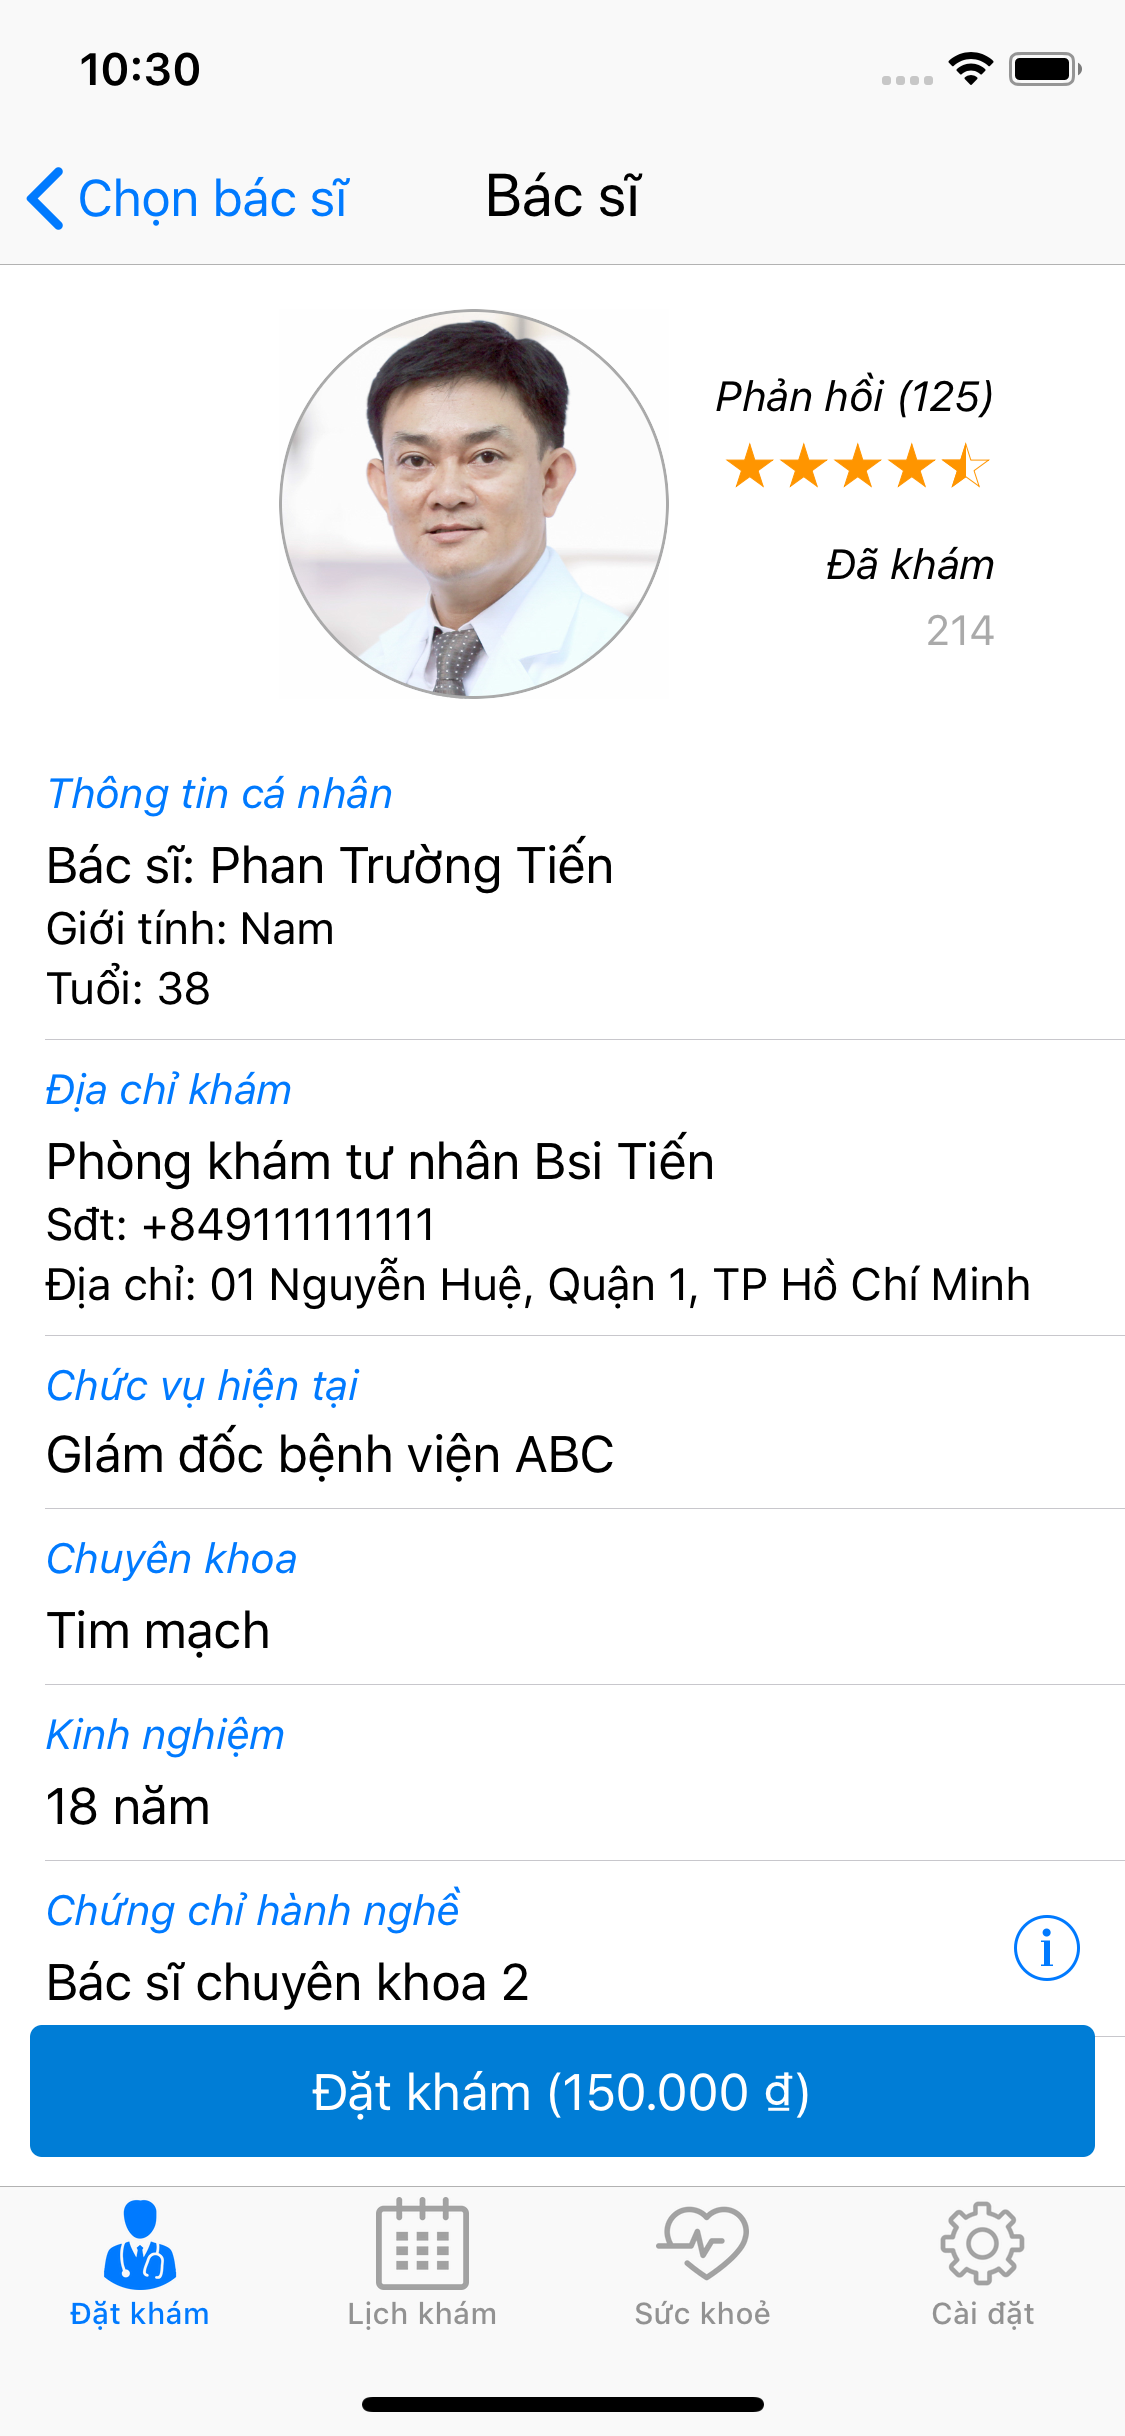 10:30
Chọn bác sĩ
Bác sĩ
Phản hồi (125)
Đã khám
214
Thông tin cá nhân
Bác sĩ: Phan Trường Tiến
Giới tính: Nam
Tuổi: 38
Địa chỉ khám
Phòng khám tư nhân Bsi Tiến
Sđt: +849111111111
Địa chỉ: 01 Nguyễn Huệ, Quận 1, TP Hồ Chí Minh
Chức vụ hiện tại
GIám đốc bệnh viện ABC
Chuyên khoa
Tim mạch
Kinh nghiệm
18 năm
Chứng chỉ hành nghề
Bác sĩ chuyên khoa 2
Đặt khám (150.000 ₫)
Đặt khám
Lịch khám
Sức khoẻ
Cài đặt